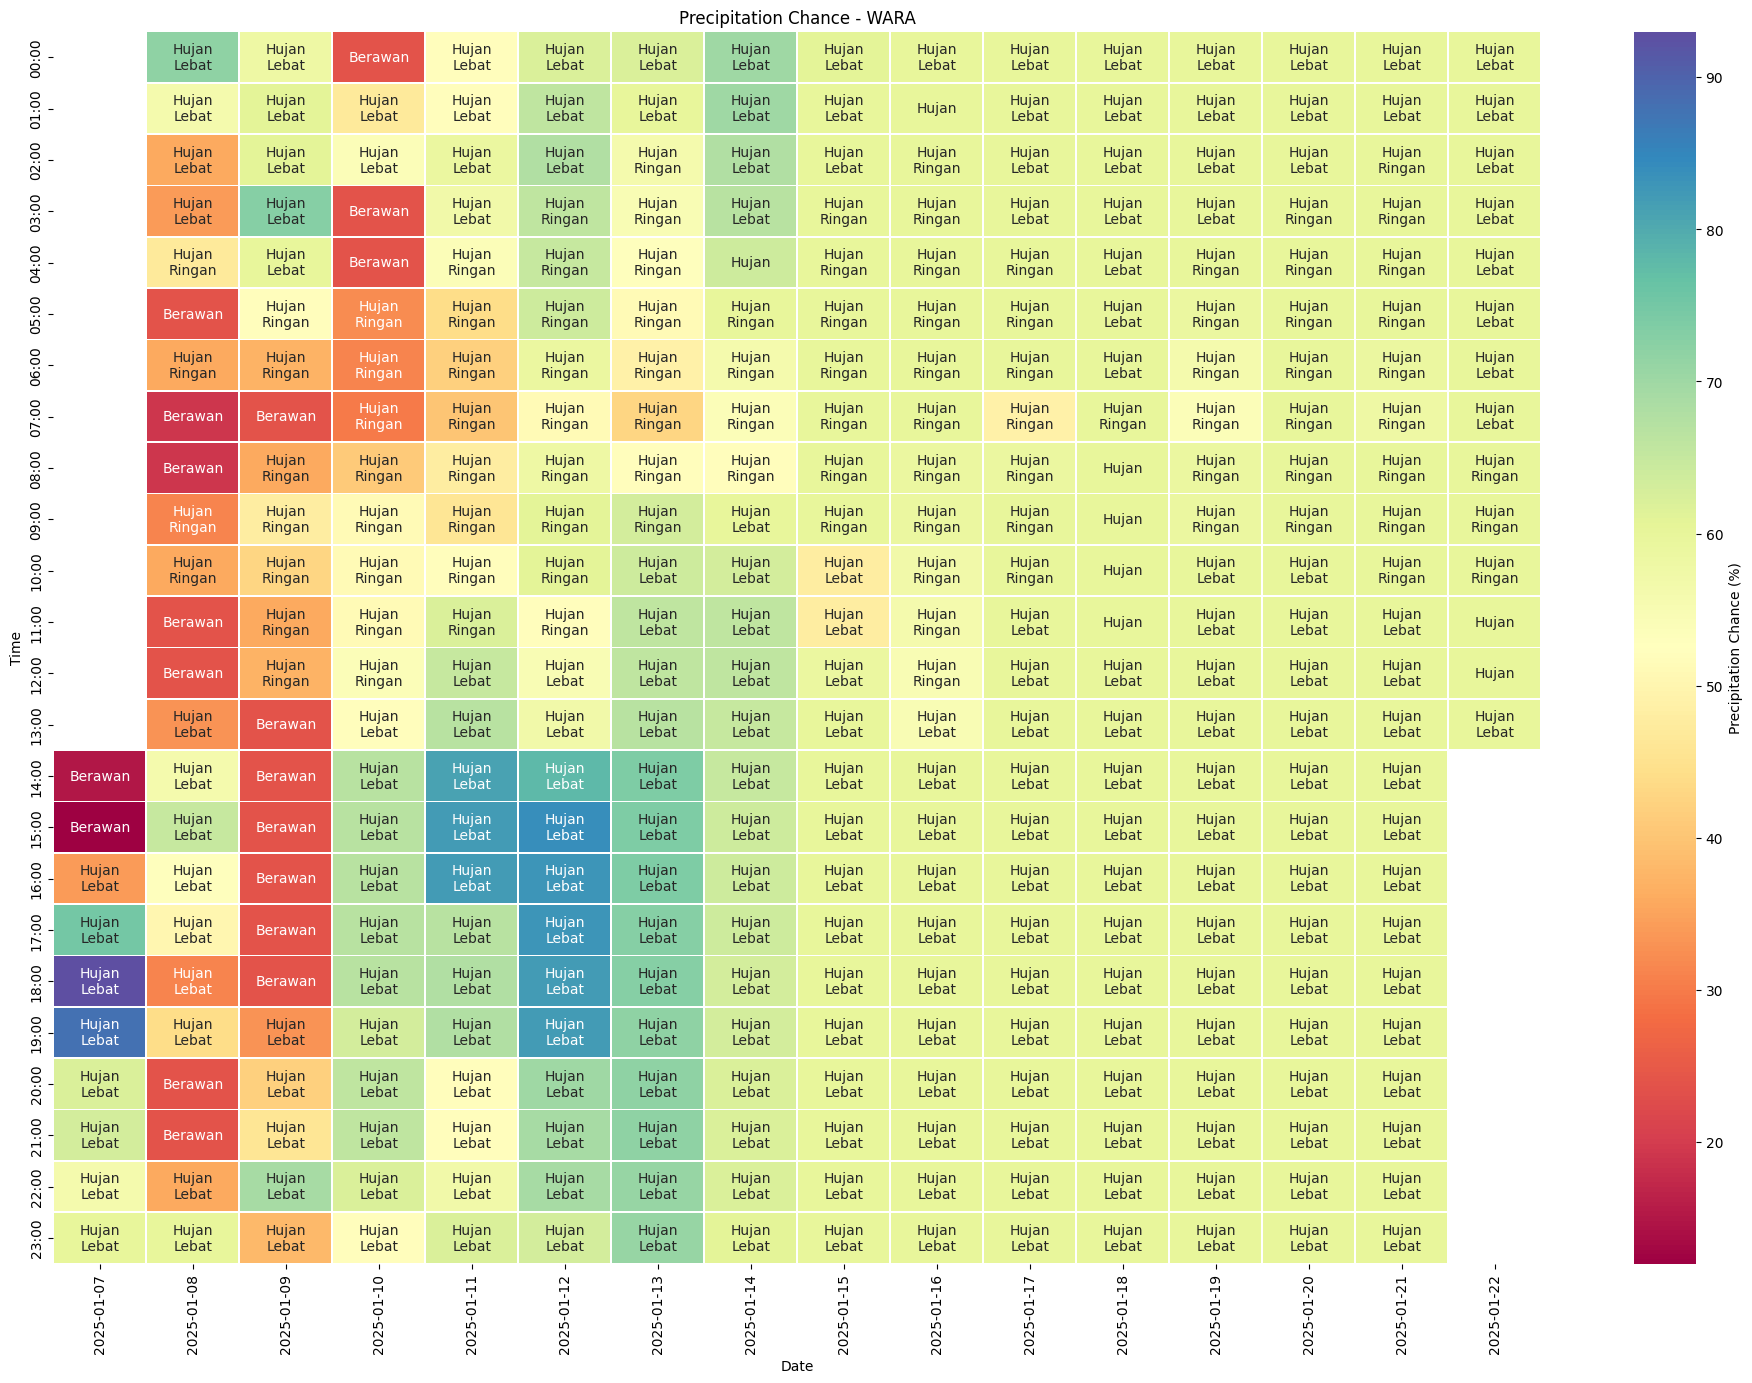 Precipitation Chance - WARA
00:00 Hujan Lebat Hujan Lebat Berawan Hujan Lebat Hujan Lebat Hujan Lebat Hujan Lebat Hujan Lebat Hujan Lebat Hujan Lebat Hujan Lebat Hujan Lebat Hujan Lebat Hujan Lebat Hujan Lebat
01:00 Hujan Lebat Hujan Lebat Hujan Lebat Hujan Lebat Hujan Lebat Hujan Lebat Hujan Lebat Hujan Lebat Hujan Hujan Lebat Hujan Lebat Hujan Lebat Hujan Lebat Hujan Lebat Hujan Lebat
02:00 Hujan Lebat Hujan Lebat Hujan Lebat Hujan Lebat Hujan Lebat Hujan Ringan Hujan Lebat Hujan Lebat Hujan Ringan Hujan Lebat Hujan Lebat Hujan Lebat Hujan Lebat Hujan Ringan Hujan Lebat
03:00 Hujan Lebat Hujan Lebat Berawan Hujan Lebat Hujan Ringan Hujan Ringan Hujan Lebat Hujan Ringan Hujan Ringan Hujan Lebat Hujan Lebat Hujan Lebat Hujan Ringan Hujan Ringan Hujan Lebat
04:00 Hujan Ringan Hujan Lebat Berawan Hujan Ringan Hujan Ringan Hujan Ringan Hujan Hujan Ringan Hujan Ringan Hujan Ringan Hujan Lebat Hujan Ringan Hujan Ringan Hujan Ringan Hujan Lebat
05:00 Berawan Hujan Ringan Hujan Ringan Hujan Ringan Hujan Ringan Hujan Ringan Hujan Ringan Hujan Ringan Hujan Ringan Hujan Ringan Hujan Lebat Hujan Ringan Hujan Ringan Hujan Ringan Hujan Lebat
06:00 Hujan Ringan Hujan Ringan Hujan Ringan Hujan Ringan Hujan Ringan Hujan Ringan Hujan Ringan Hujan Ringan Hujan Ringan Hujan Ringan Hujan Lebat Hujan Ringan Hujan Ringan Hujan Ringan Hujan Lebat
07:00 Berawan Berawan Hujan Ringan Hujan Ringan Hujan Ringan Hujan Ringan Hujan Ringan Hujan Ringan Hujan Ringan Hujan Ringan Hujan Ringan Hujan Ringan Hujan Ringan Hujan Ringan Hujan Lebat
08:00 Berawan Hujan Ringan Hujan Ringan Hujan Ringan Hujan Ringan Hujan Ringan Hujan Ringan Hujan Ringan Hujan Ringan Hujan Ringan Hujan Hujan Ringan Hujan Ringan Hujan Ringan Hujan Ringan
09:00 Hujan Ringan Hujan Ringan Hujan Ringan Hujan Ringan Hujan Ringan Hujan Ringan Hujan Lebat Hujan Ringan Hujan Ringan Hujan Ringan Hujan Hujan Ringan Hujan Ringan Hujan Ringan Hujan Ringan
10:00 Hujan Ringan Hujan Ringan Hujan Ringan Hujan Ringan Hujan Ringan Hujan Lebat Hujan Lebat Hujan Lebat Hujan Ringan Hujan Ringan Hujan Hujan Lebat Hujan Lebat Hujan Ringan Hujan Ringan
11:00 Berawan Hujan Ringan Hujan Ringan Hujan Ringan Hujan Ringan Hujan Lebat Hujan Lebat Hujan Lebat Hujan Ringan Hujan Lebat Hujan Hujan Lebat Hujan Lebat Hujan Lebat Hujan
12:00 Berawan Hujan Ringan Hujan Ringan Hujan Lebat Hujan Lebat Hujan Lebat Hujan Lebat Hujan Lebat Hujan Ringan Hujan Lebat Hujan Lebat Hujan Lebat Hujan Lebat Hujan Lebat Hujan
13:00 Hujan Lebat Berawan Hujan Lebat Hujan Lebat Hujan Lebat Hujan Lebat Hujan Lebat Hujan Lebat Hujan Lebat Hujan Lebat Hujan Lebat Hujan Lebat Hujan Lebat Hujan Lebat Hujan Lebat
14:00 Berawan Hujan Lebat Berawan Hujan Lebat Hujan Lebat Hujan Lebat Hujan Lebat Hujan Lebat Hujan Lebat Hujan Lebat Hujan Lebat Hujan Lebat Hujan Lebat Hujan Lebat Hujan Lebat
15:00 Berawan Hujan Lebat Berawan Hujan Lebat Hujan Lebat Hujan Lebat Hujan Lebat Hujan Lebat Hujan Lebat Hujan Lebat Hujan Lebat Hujan Lebat Hujan Lebat Hujan Lebat Hujan Lebat
16:00 Hujan Lebat Hujan Lebat Berawan Hujan Lebat Hujan Lebat Hujan Lebat Hujan Lebat Hujan Lebat Hujan Lebat Hujan Lebat Hujan Lebat Hujan Lebat Hujan Lebat Hujan Lebat Hujan Lebat
17:00 Hujan Lebat Hujan Lebat Berawan Hujan Lebat Hujan Lebat Hujan Lebat Hujan Lebat Hujan Lebat Hujan Lebat Hujan Lebat Hujan Lebat Hujan Lebat Hujan Lebat Hujan Lebat Hujan Lebat
18:00 Hujan Lebat Hujan Lebat Berawan Hujan Lebat Hujan Lebat Hujan Lebat Hujan Lebat Hujan Lebat Hujan Lebat Hujan Lebat Hujan Lebat Hujan Lebat Hujan Lebat Hujan Lebat Hujan Lebat
19:00 Hujan Lebat Hujan Lebat Hujan Lebat Hujan Lebat Hujan Lebat Hujan Lebat Hujan Lebat Hujan Lebat Hujan Lebat Hujan Lebat Hujan Lebat Hujan Lebat Hujan Lebat Hujan Lebat Hujan Lebat
20:00 Hujan Lebat Berawan Hujan Lebat Hujan Lebat Hujan Lebat Hujan Lebat Hujan Lebat Hujan Lebat Hujan Lebat Hujan Lebat Hujan Lebat Hujan Lebat Hujan Lebat Hujan Lebat Hujan Lebat
21:00 Hujan Lebat Berawan Hujan Lebat Hujan Lebat Hujan Lebat Hujan Lebat Hujan Lebat Hujan Lebat Hujan Lebat Hujan Lebat Hujan Lebat Hujan Lebat Hujan Lebat Hujan Lebat Hujan Lebat
22:00 Hujan Lebat Hujan Lebat Hujan Lebat Hujan Lebat Hujan Lebat Hujan Lebat Hujan Lebat Hujan Lebat Hujan Lebat Hujan Lebat Hujan Lebat Hujan Lebat Hujan Lebat Hujan Lebat Hujan Lebat
23:00 Hujan Lebat Hujan Lebat Hujan Lebat Hujan Lebat Hujan Lebat Hujan Lebat Hujan Lebat Hujan Lebat Hujan Lebat Hujan Lebat Hujan Lebat Hujan Lebat Hujan Lebat Hujan Lebat Hujan Lebat
Time
2025-01-07 2025-01-08 2025-01-09 2025-01-10 2025-01-11 2025-01-12 2025-01-13 2025-01-14 2025-01-15 2025-01-16 2025-01-17 2025-01-18 2025-01-19 2025-01-20 2025-01-21 2025-01-22
Date
90
80
70
60
50
40
30
20
Precipitation Chance (%)